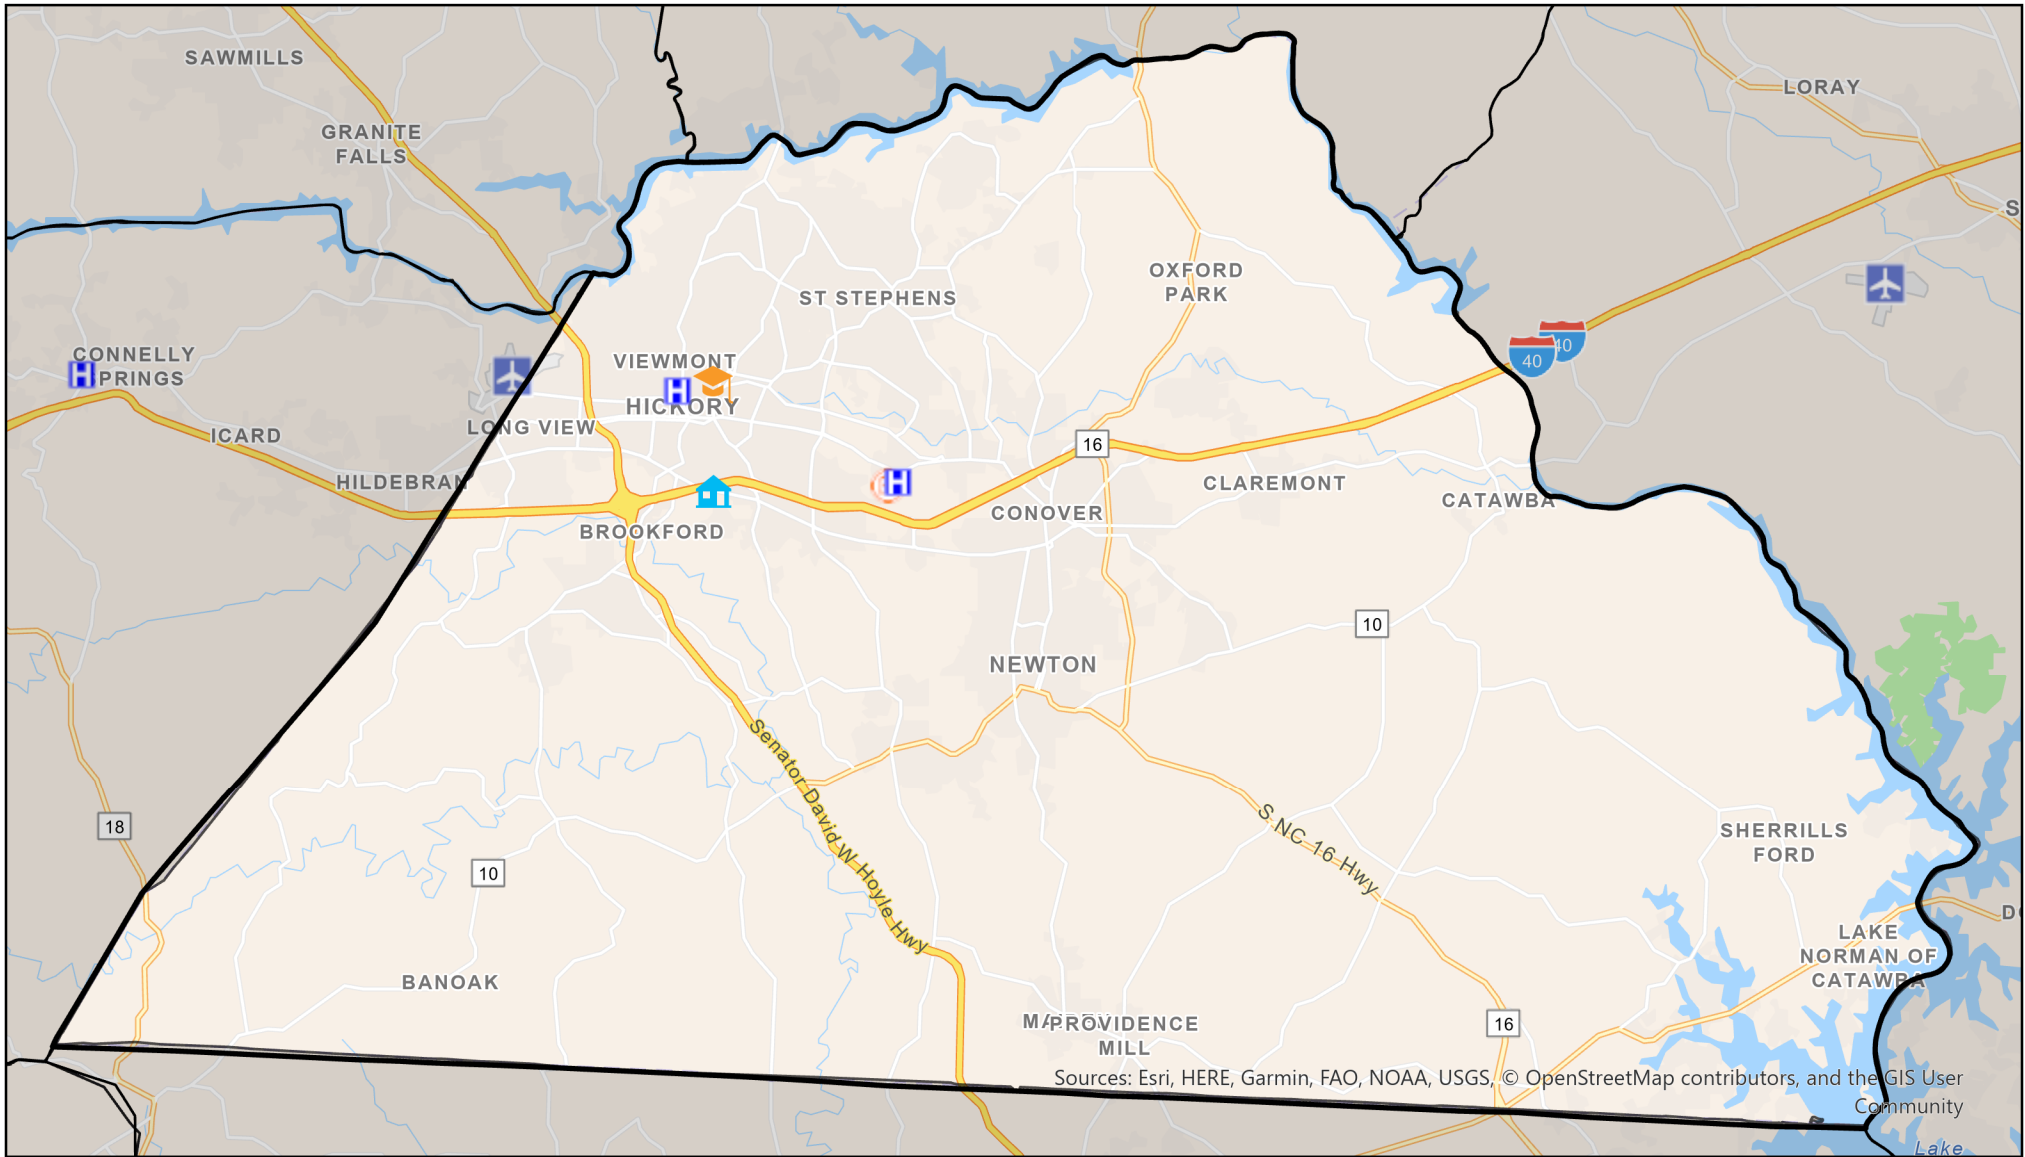 SAWMILLS
LORAY
GRANITE
FALLS
S
OXFORD
PARK
ST STEPHENS
40
40
CONNELLY
PRINGS
VIEWMONT
H
H
HICKORY
LONG VIEW
ICARD
16
HILDEBRAN
H
CLAREMONT
CATAWBA
CONOVER
BROOKFORD
10
NEWTON
Senator David W Hoyle Hwy
18
S NC 16 Hwy
SHERRILLS
FORD
10
LAKE
NORMAN OF
CATAWBA
BANOAK
16
PROVIDENCE
MILL
Sources: Esri, HERE, Garmin, FAO, NOAA, USGS, © OpenStreetMap contributors, and the GIS User
Community
Lake